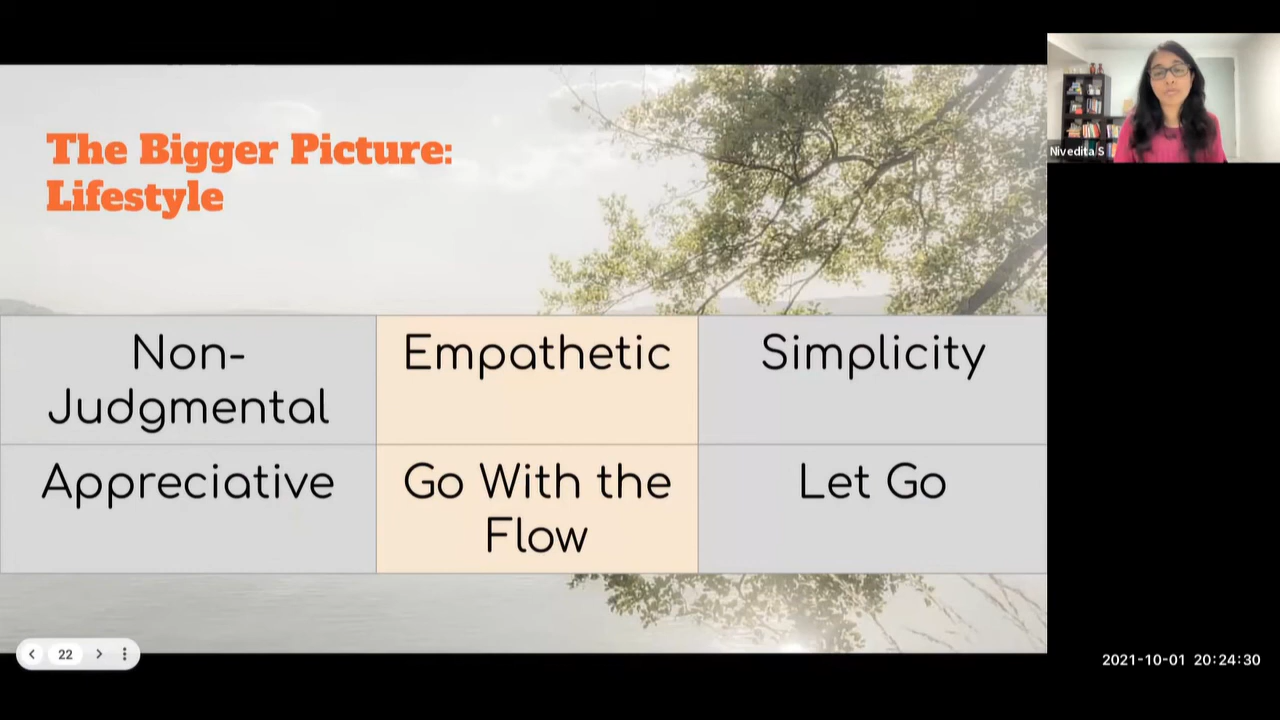 The Bigger Picture:
Lifestyle
Nivedita S
Non-
Judgmental
Empathetic
Simplicity
Appreciative
Go With the
Flow
Let Go
22
2021-10-01 20:24:30